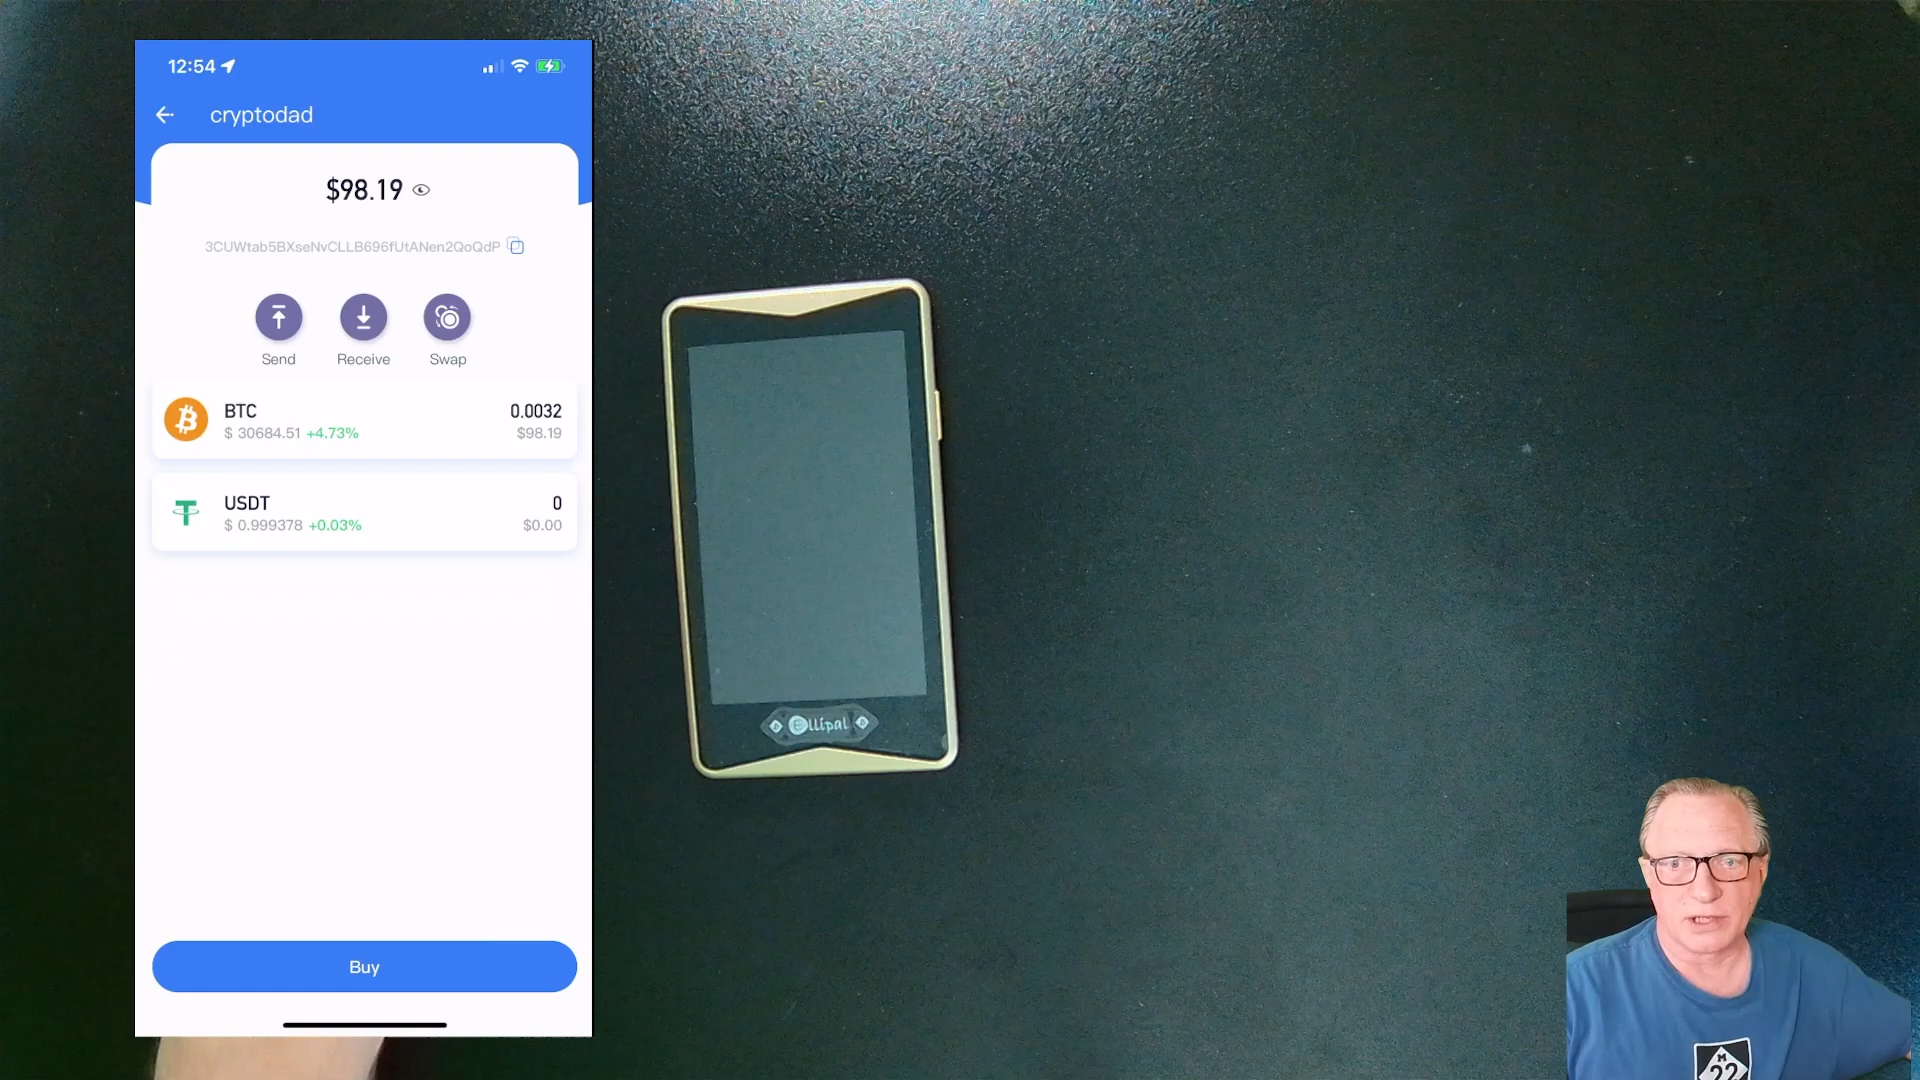 12:54
cryptodad
$98.19
3CUWtab5BXseNvCLLB696fUtANen2QoQdP
Send Receive Swap
BTC 0.0032
$ 30684.51 +4.73% $98.19
USDT 0
$ 0.999378 +0.03% $0.00
Buy
Ellipal
M
22